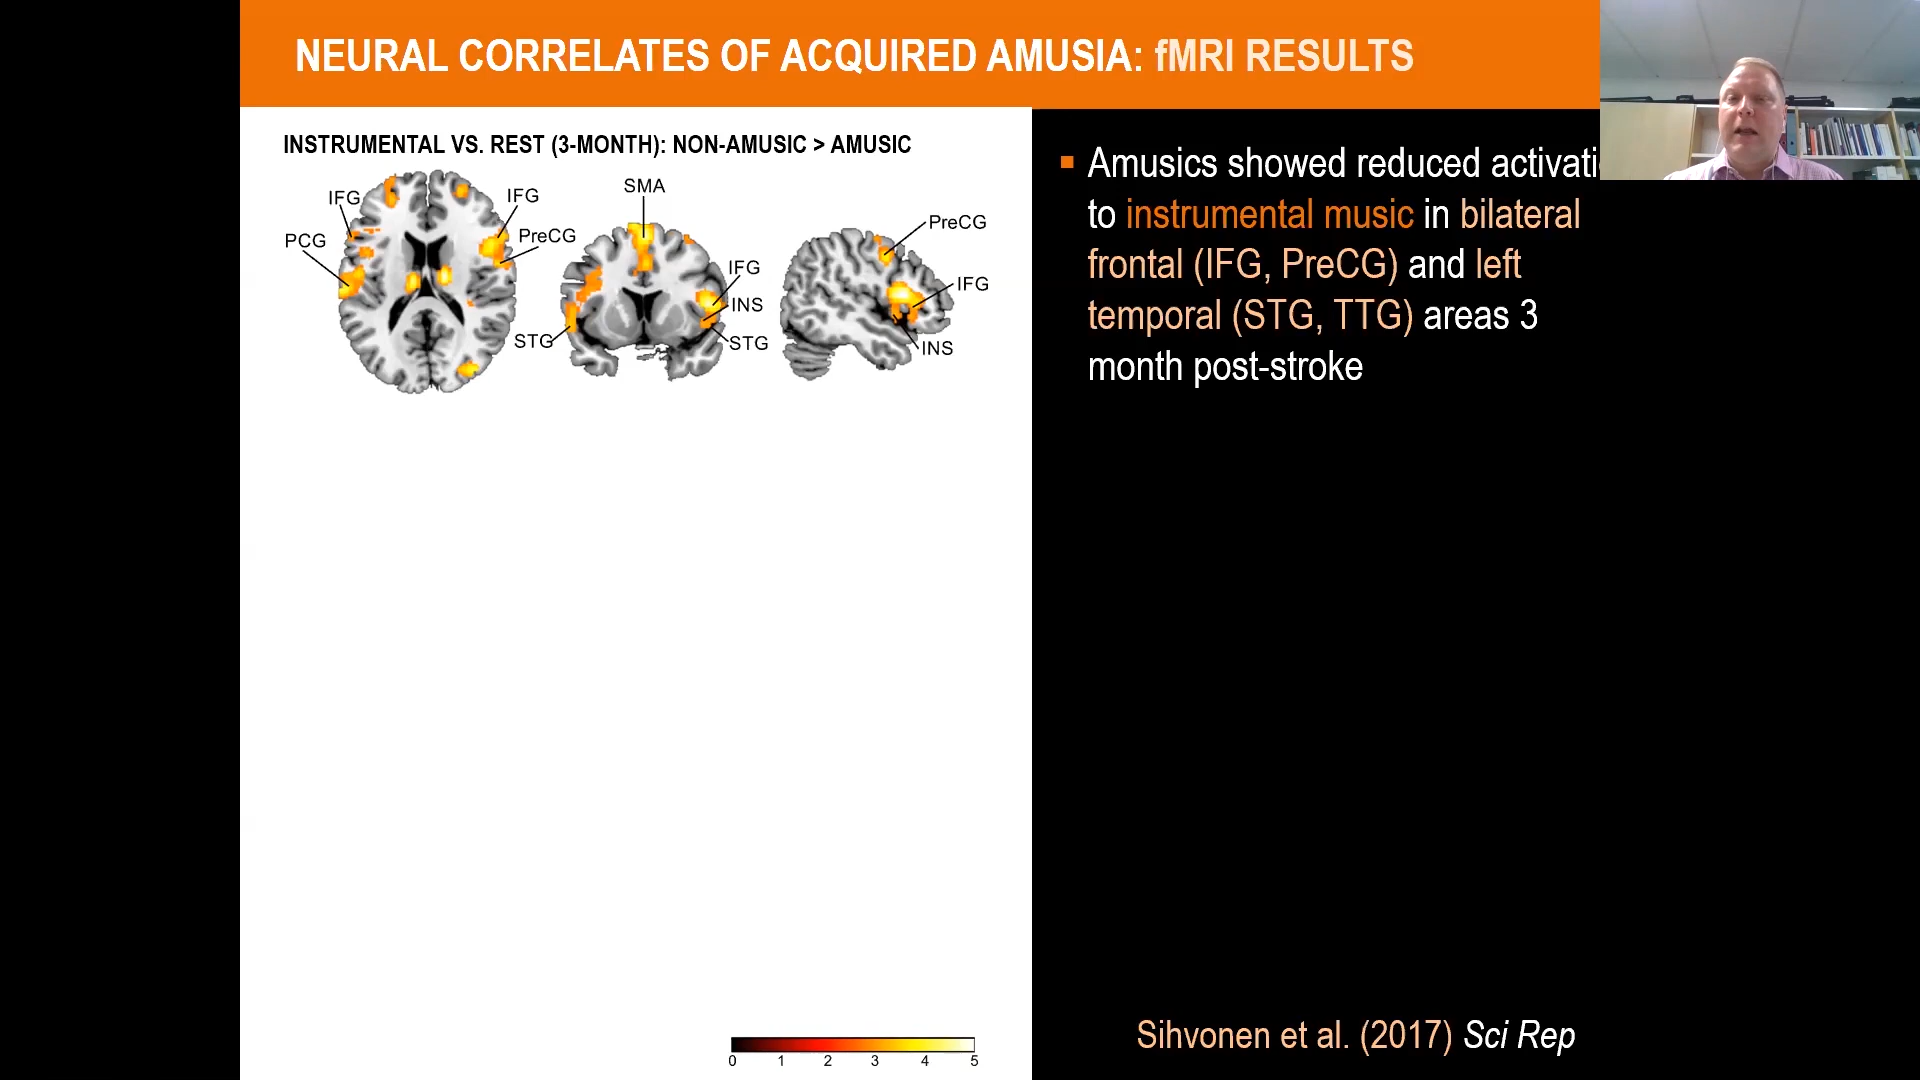 NEURAL CORRELATES OF ACQUIRED AMUSIA: fMRI RESULTS
INSTRUMENTAL VS. REST (3-MONTH): NON-AMUSIC > AMUSIC
IFG
IFG
PCG
PreCG
SMA
IFG
INS
STG
STG
PreCG
IFG
INS
0 1 2 3 4 5
Amusics showed reduced activati
to instrumental music in bilateral
frontal (IFG, PreCG) and left
temporal (STG, TTG) areas 3
month post-stroke
Sihvonen et al. (2017) Sci Rep